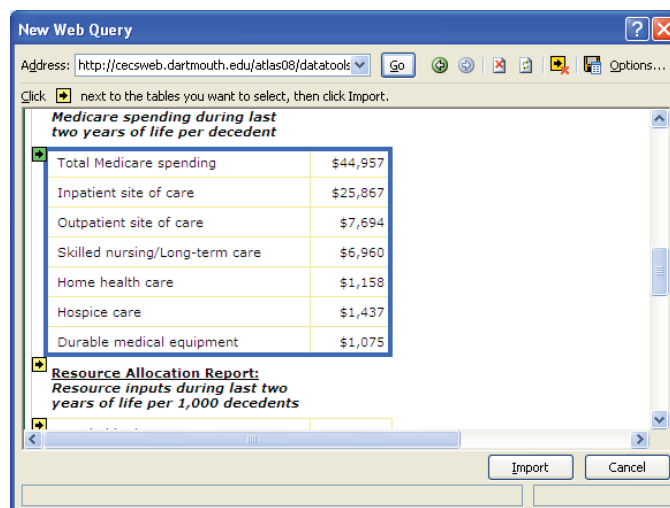 New Web Query
Address: http://cecsweb.dartmouth.edu/atlas08/datatools Go Options...
Click next to the tables you want to select, then click Import.
Medicare spending during last
two years of life per decedent
Total Medicare spending $44,957
Inpatient site of care $25,867
Outpatient site of care $7,694
Skilled nursing/Long-term care $6,960
Home health care $1,158
Hospice care $1,437
Durable medical equipment $1,075
Resource Allocation Report:
Resource inputs during last two
years of life per 1,000 decedents
Import Cancel